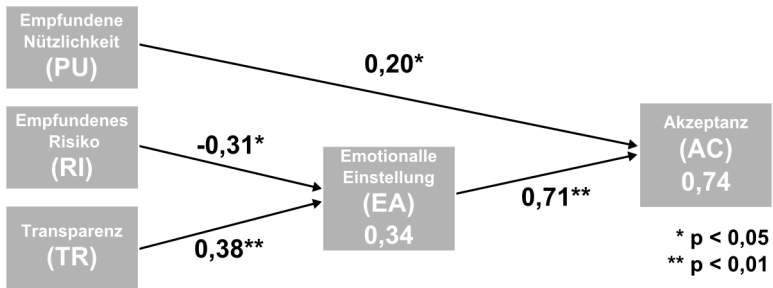 Empfundene
Nützlichkeit
(PU)
0,20*
Empfundenes
Risiko
(RI)
-0,31*
Emotionalle
Einstellung
(EA)
0,34
Akzeptanz
(AC)
0,74
0,71**
Transparenz
(TR)
0,38**
* p < 0,05
** p < 0,01